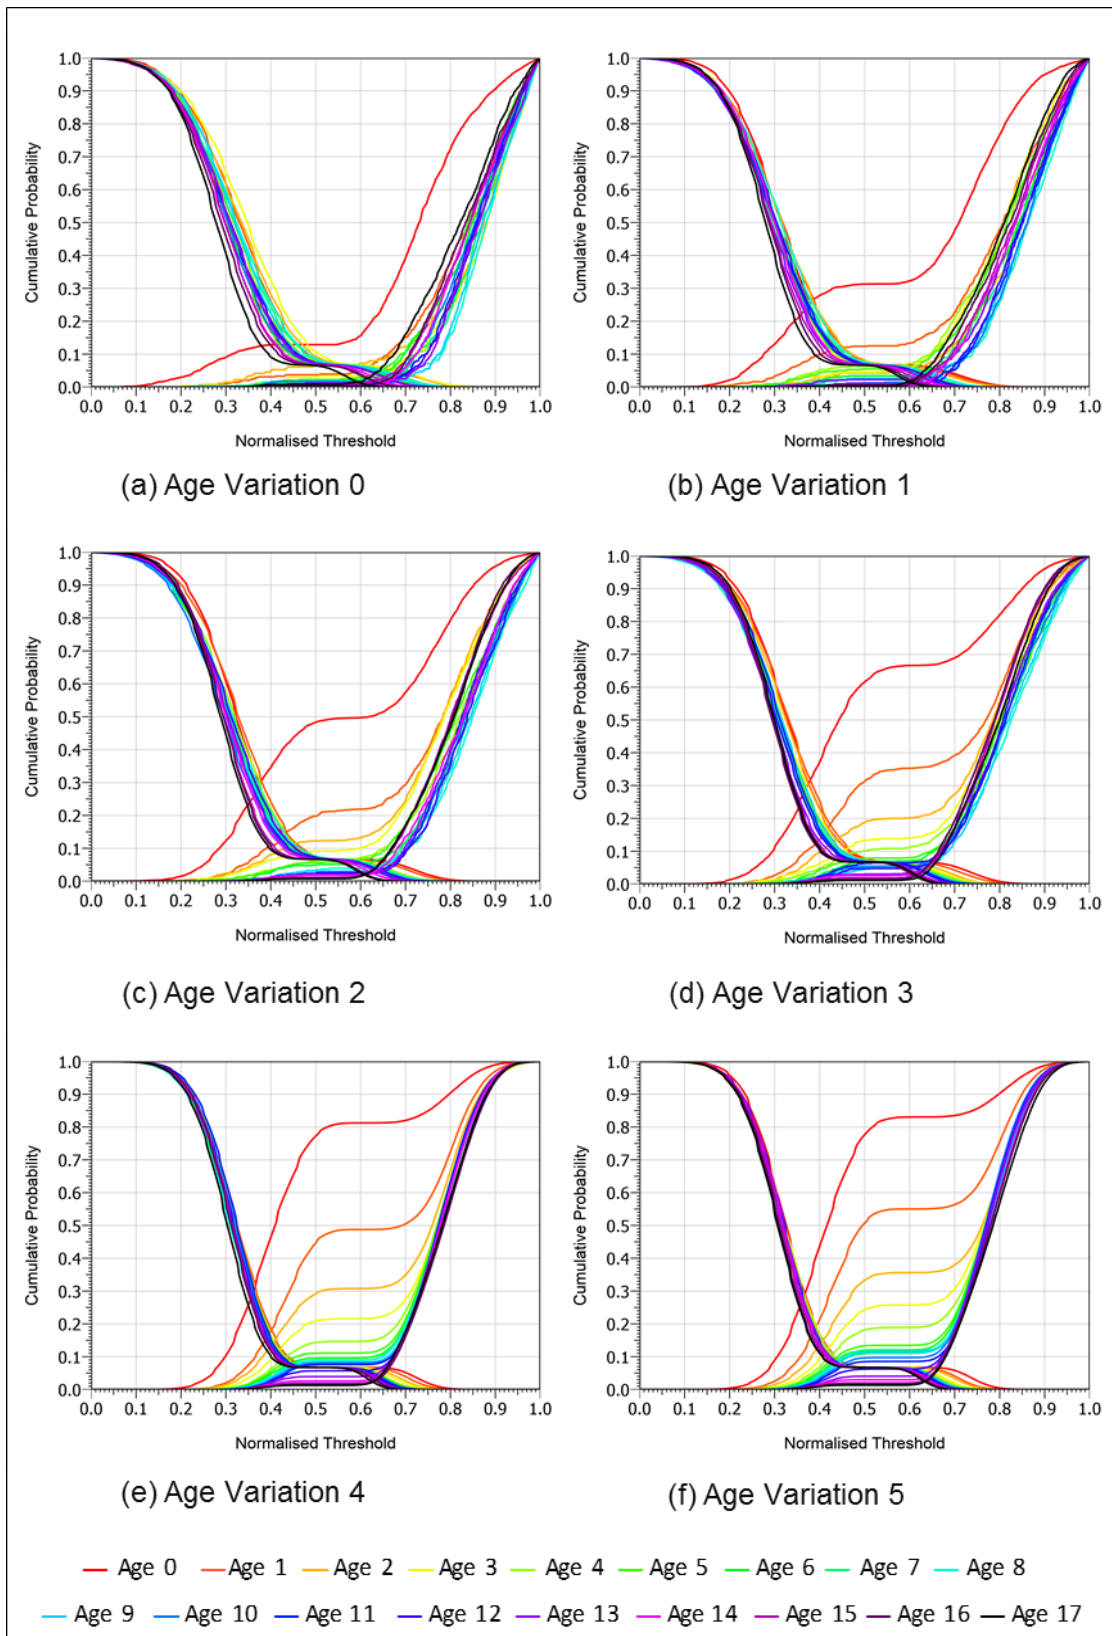 1.0 1.0
0.9 0.9
0.8 0.8
0.7 0.7
0.6 0.6
0.5 0.5
0.4 0.4
0.3 0.3
0.2 0.2
0.1 0.1
0.0 0.0
Cumulative Probability Cumulative Probability
0.0 0.1 0.2 0.3 0.4 0.5 0.6 0.7 0.8 0.9 1.0 0.0 0.1 0.2 0.3 0.4 0.5 0.6 0.7 0.8 0.9 1.0
Normalised Threshold Normalised Threshold
(a) Age Variation 0 (b) Age Variation 1
1.0 1.0
0.9 0.9
0.8 0.8
0.7 0.7
0.6 0.6
0.5 0.5
0.4 0.4
0.3 0.3
0.2 0.2
0.1 0.1
0.0 0.0
Cumulative Probability Cumulative Probability
0.0 0.1 0.2 0.3 0.4 0.5 0.6 0.7 0.8 0.9 1.0 0.0 0.1 0.2 0.3 0.4 0.5 0.6 0.7 0.8 0.9 1.0
Normalised Threshold Normalised Threshold
(c) Age Variation 2 (d) Age Variation 3
1.0 1.0
0.9 0.9
0.8 0.8
0.7 0.7
0.6 0.6
0.5 0.5
0.4 0.4
0.3 0.3
0.2 0.2
0.1 0.1
0.0 0.0
Cumulative Probability Cumulative Probability
0.0 0.1 0.2 0.3 0.4 0.5 0.6 0.7 0.8 0.9 1.0 0.0 0.1 0.2 0.3 0.4 0.5 0.6 0.7 0.8 0.9 1.0
Normalised Threshold Normalised Threshold
(e) Age Variation 4 (f) Age Variation 5
Age 0 Age 1 Age 2 Age 3 Age 4 Age 5 Age 6 Age 7 Age 8
Age 9 Age 10 Age 11 Age 12 Age 13 Age 14 Age 15 Age 16 Age 17